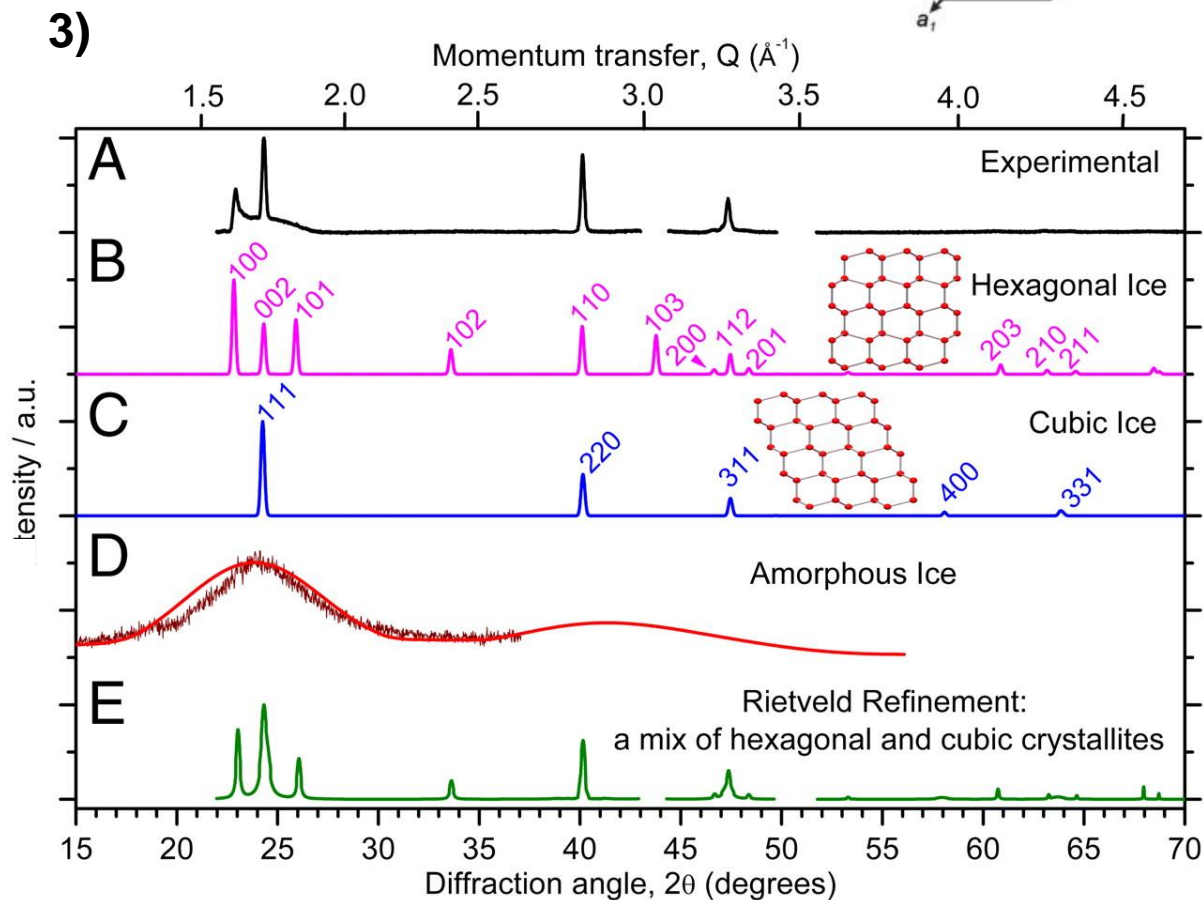 a1
3)
Momentum transfer, Q (Å-1)
1.5 2.0 2.5 3.0 3.5 4.0 4.5
A
Experimental
B
100
002
101
102
110
103
200
112
201
203
210
211
Hexagonal Ice
C
111
220
311
400
331
Cubic Ice
D
Amorphous Ice
E
Rietveld Refinement:
a mix of hexagonal and cubic crystallites
tensity / a.u.
15 20 25 30 35 40 45 50 55 60 65 70
Diffraction angle, 2θ (degrees)